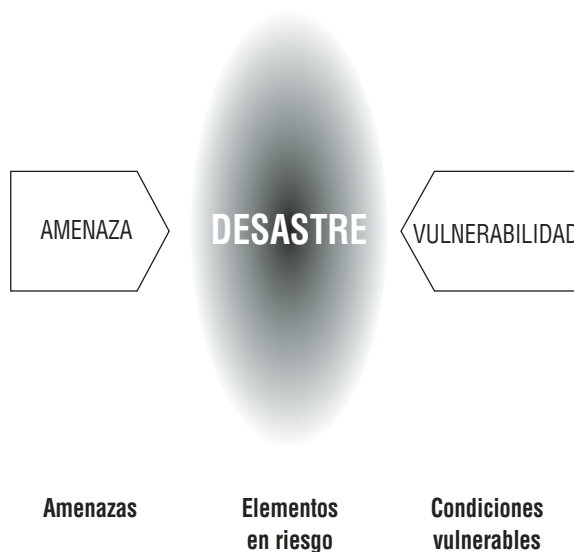 AMENAZA
DESASTRE
VULNERABILIDAD
Amenazas
Elementos
en riesgo
Condiciones
vulnerables